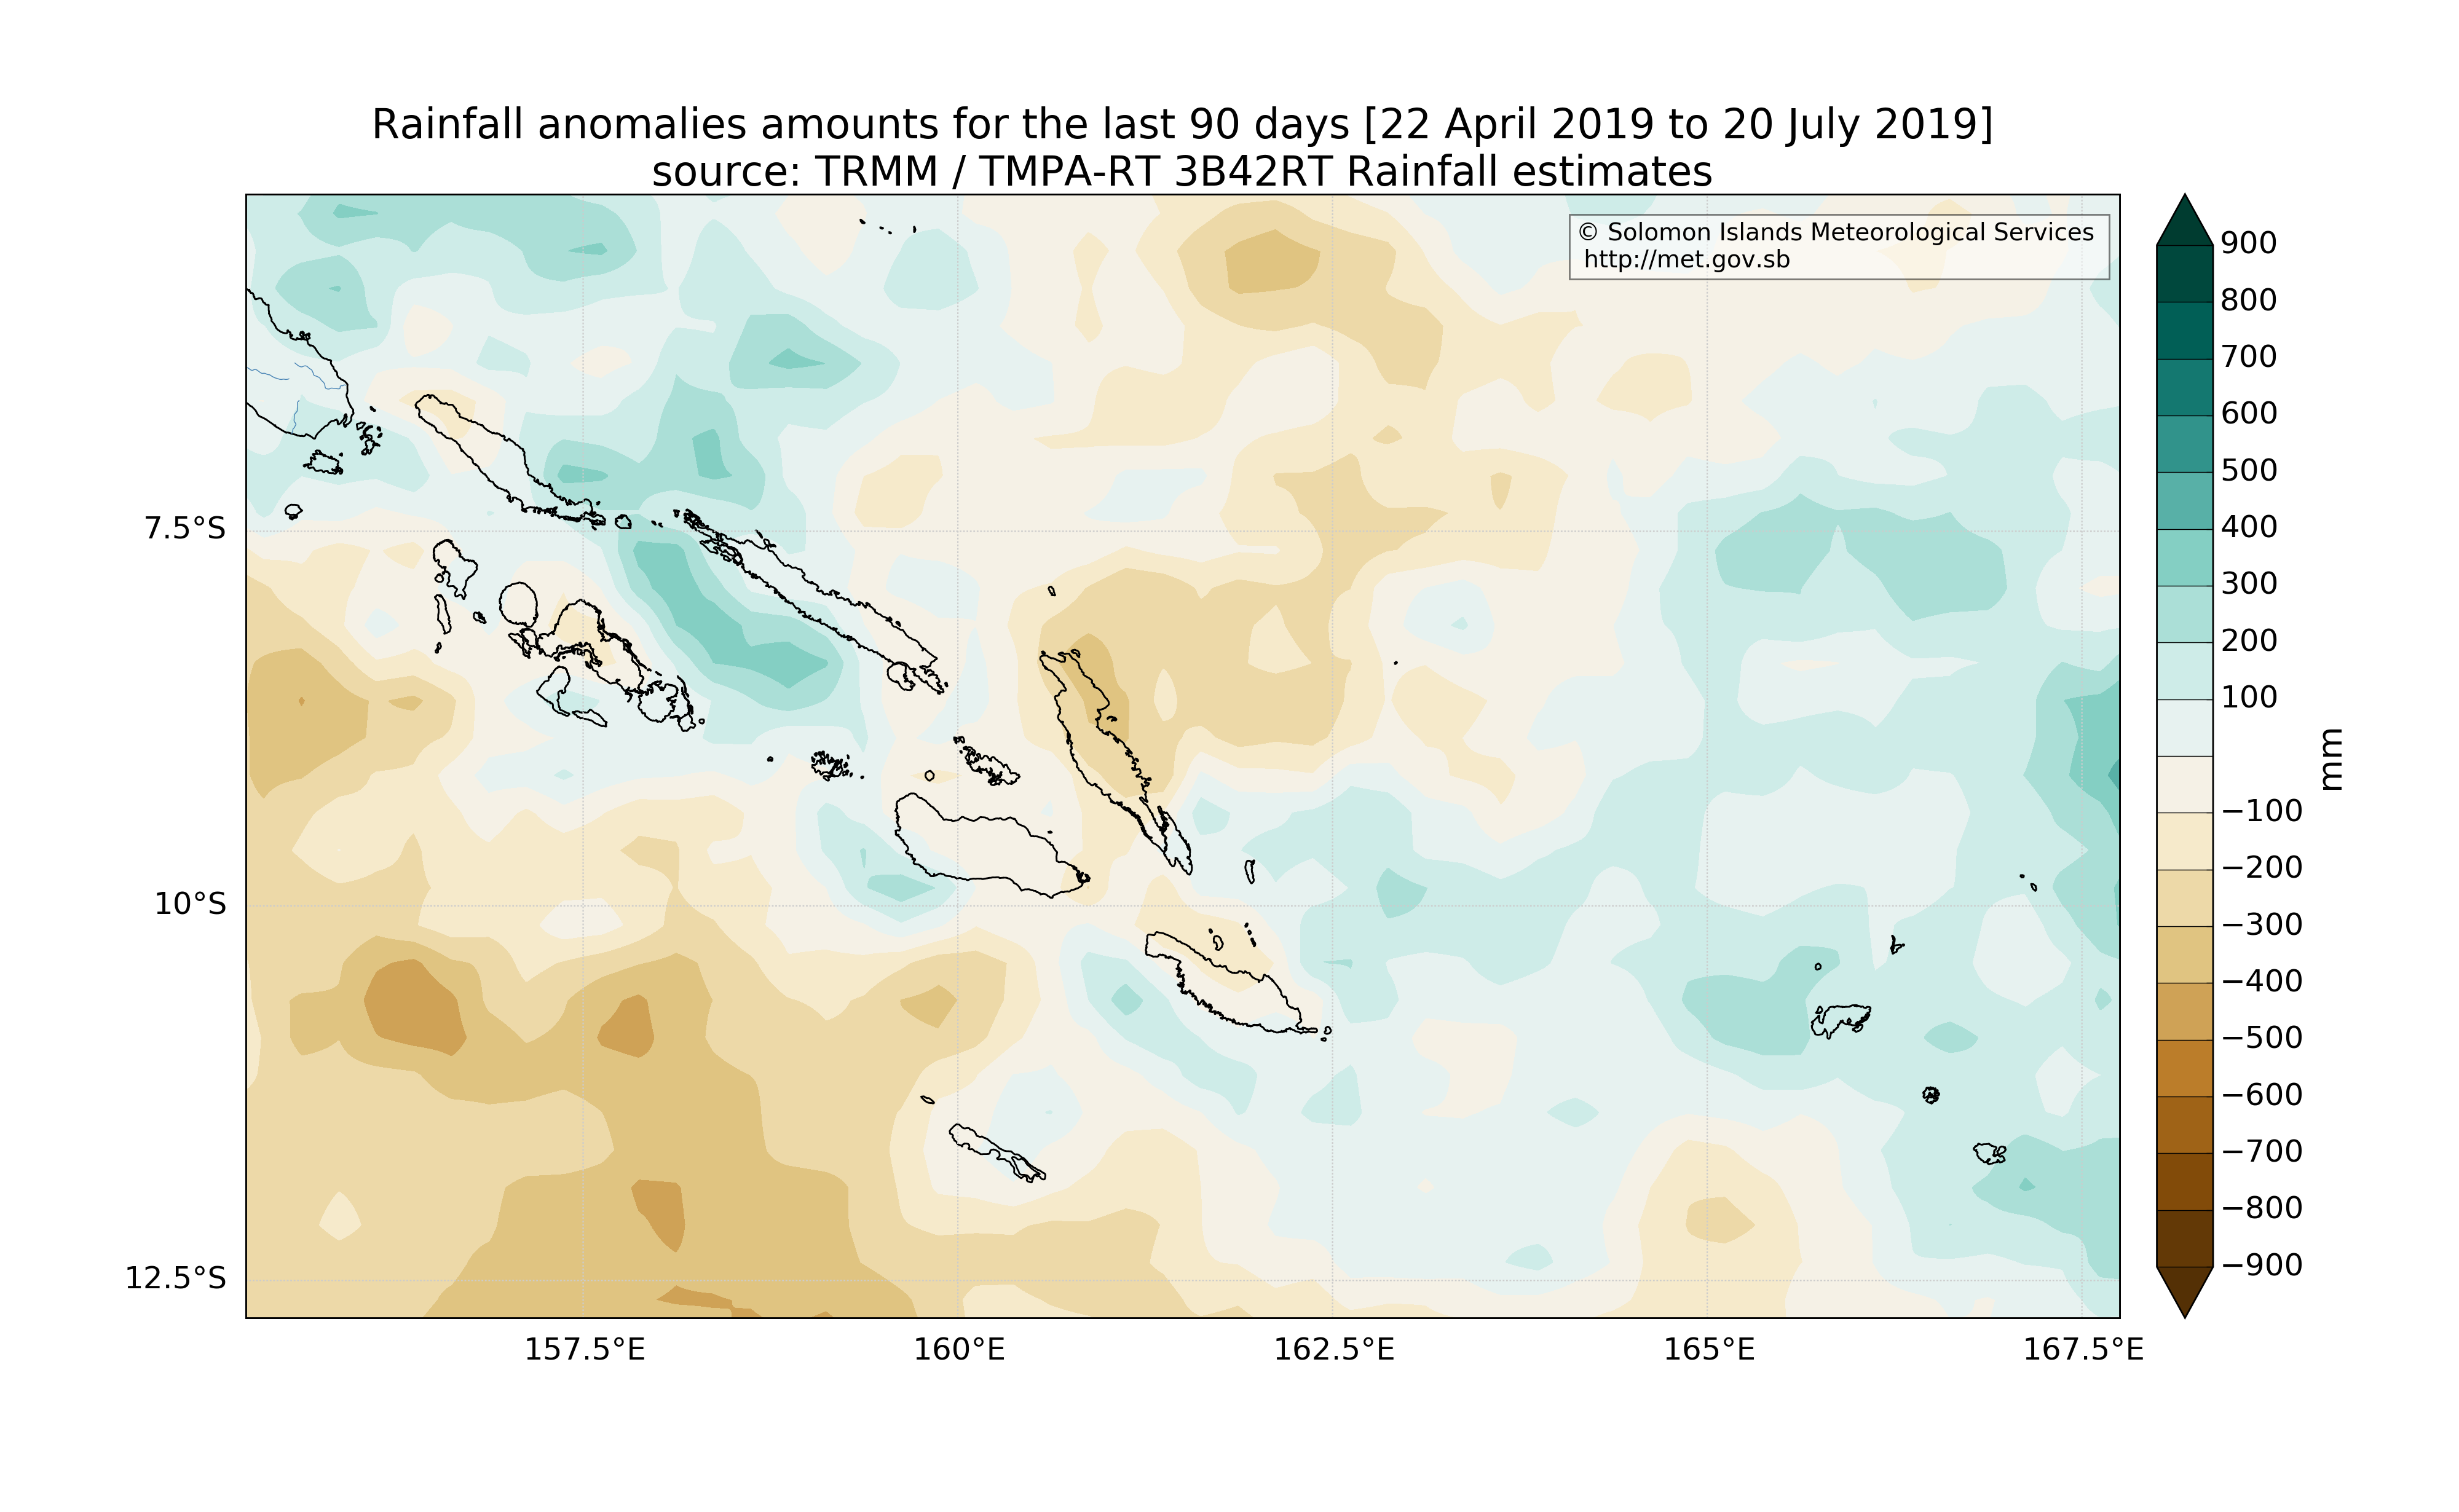 Rainfall anomalies amounts for the last 90 days [22 April 2019 to 20 July 2019]
source: TRMM / TMPA-RT 3B42RT Rainfall estimates
© Solomon Islands Meteorological Services
http://met.gov.sb
7.5°S
10°S
12.5°S
157.5°E
160°E
162.5°E
165°E
167.5°E
900
800
700
600
500
400
300
200
100
−100
−200
−300
−400
−500
−600
−700
−800
−900
mm